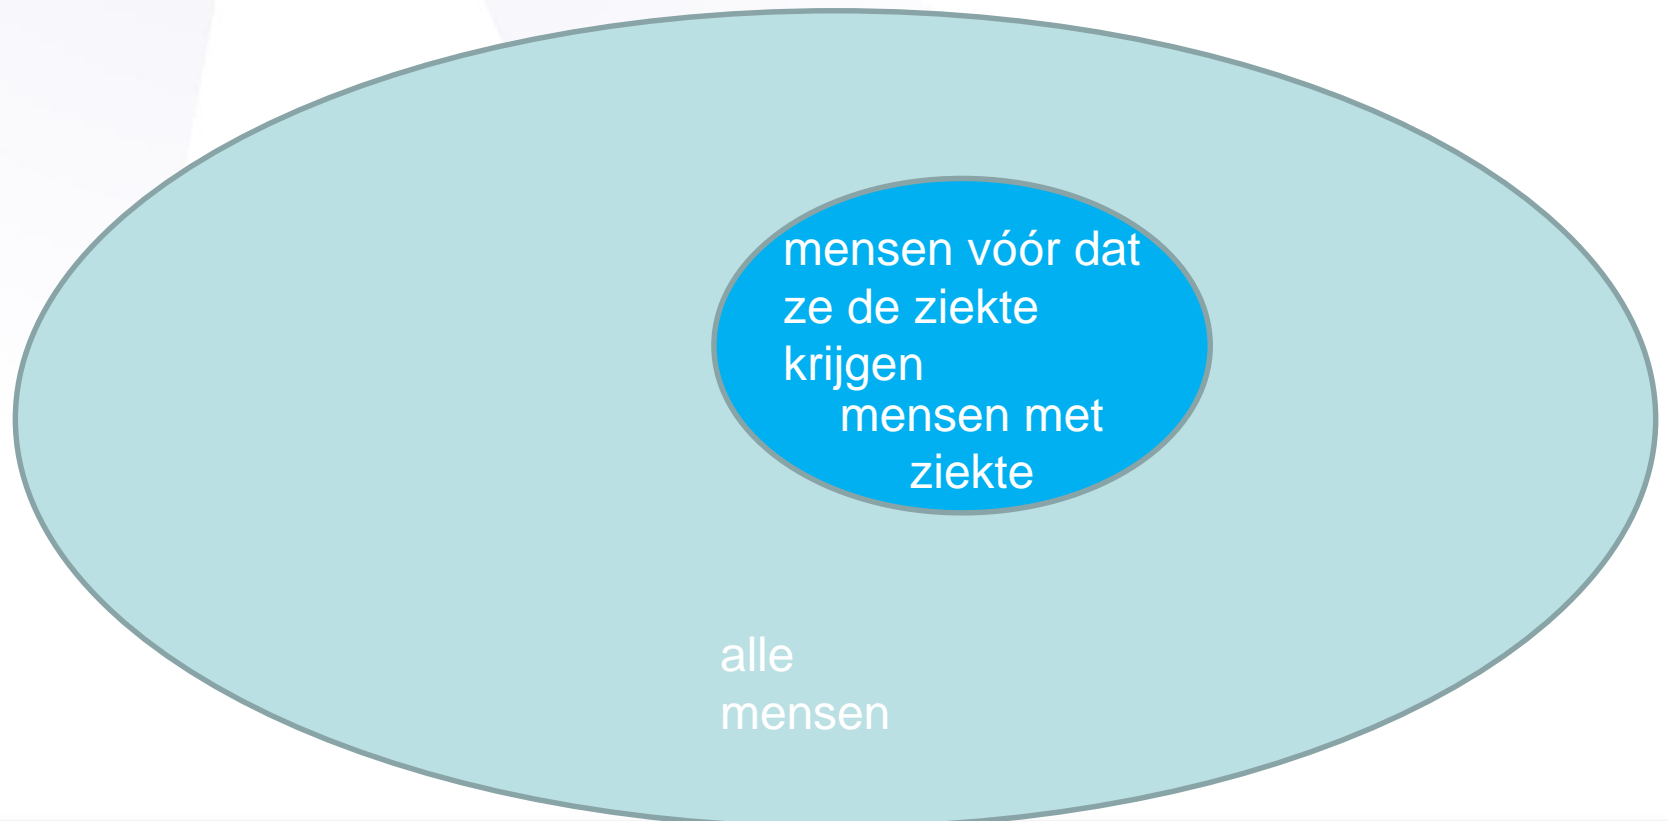 mensen vóór dat
ze de ziekte
krijgen
mensen met
ziekte
alle
mensen